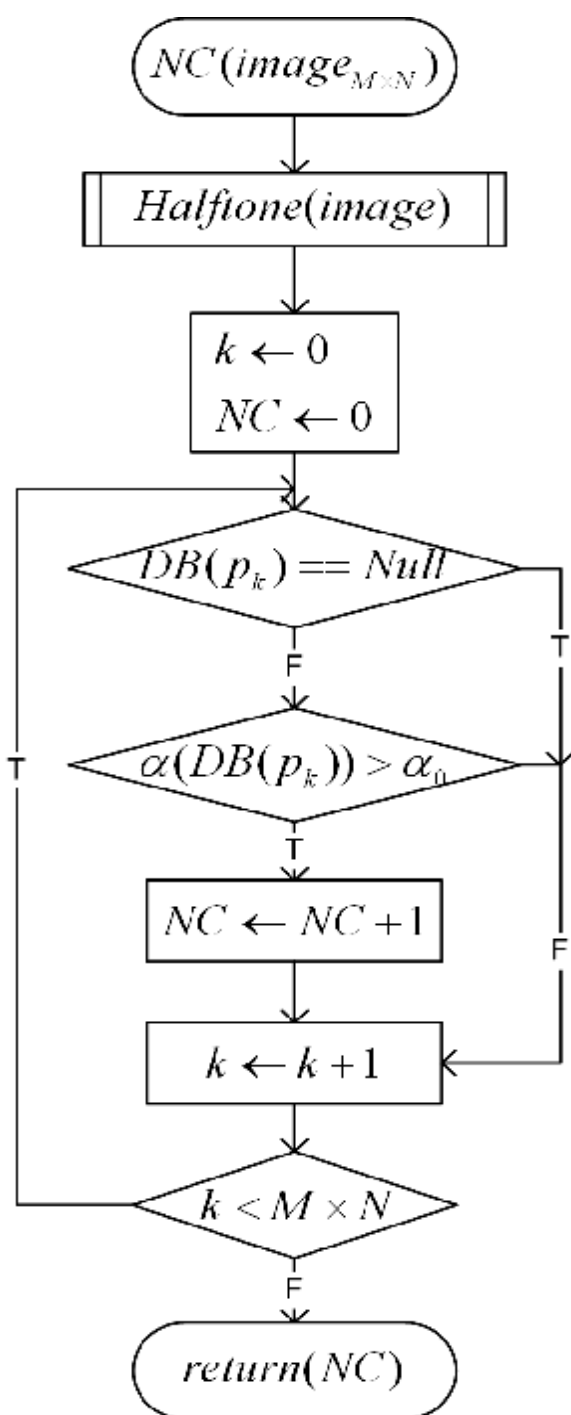 NC(image_{M×N})
Halftone(image)
k ← 0
NC ← 0
DB(p_k) == Null
T
F
α(DB(p_k)) > α_0
T
T
NC ← NC + 1
F
k ← k + 1
k < M × N
F
return(NC)